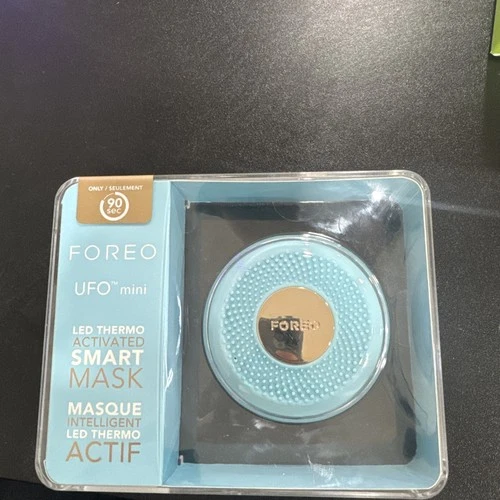 ONLY / SEULEMENT
90
sec
FOREO
UFO™ mini
LED THERMO
ACTIVATED
SMART
MASK
MASQUE
INTELLIGENT
LED THERMO
ACTIF
FOREO